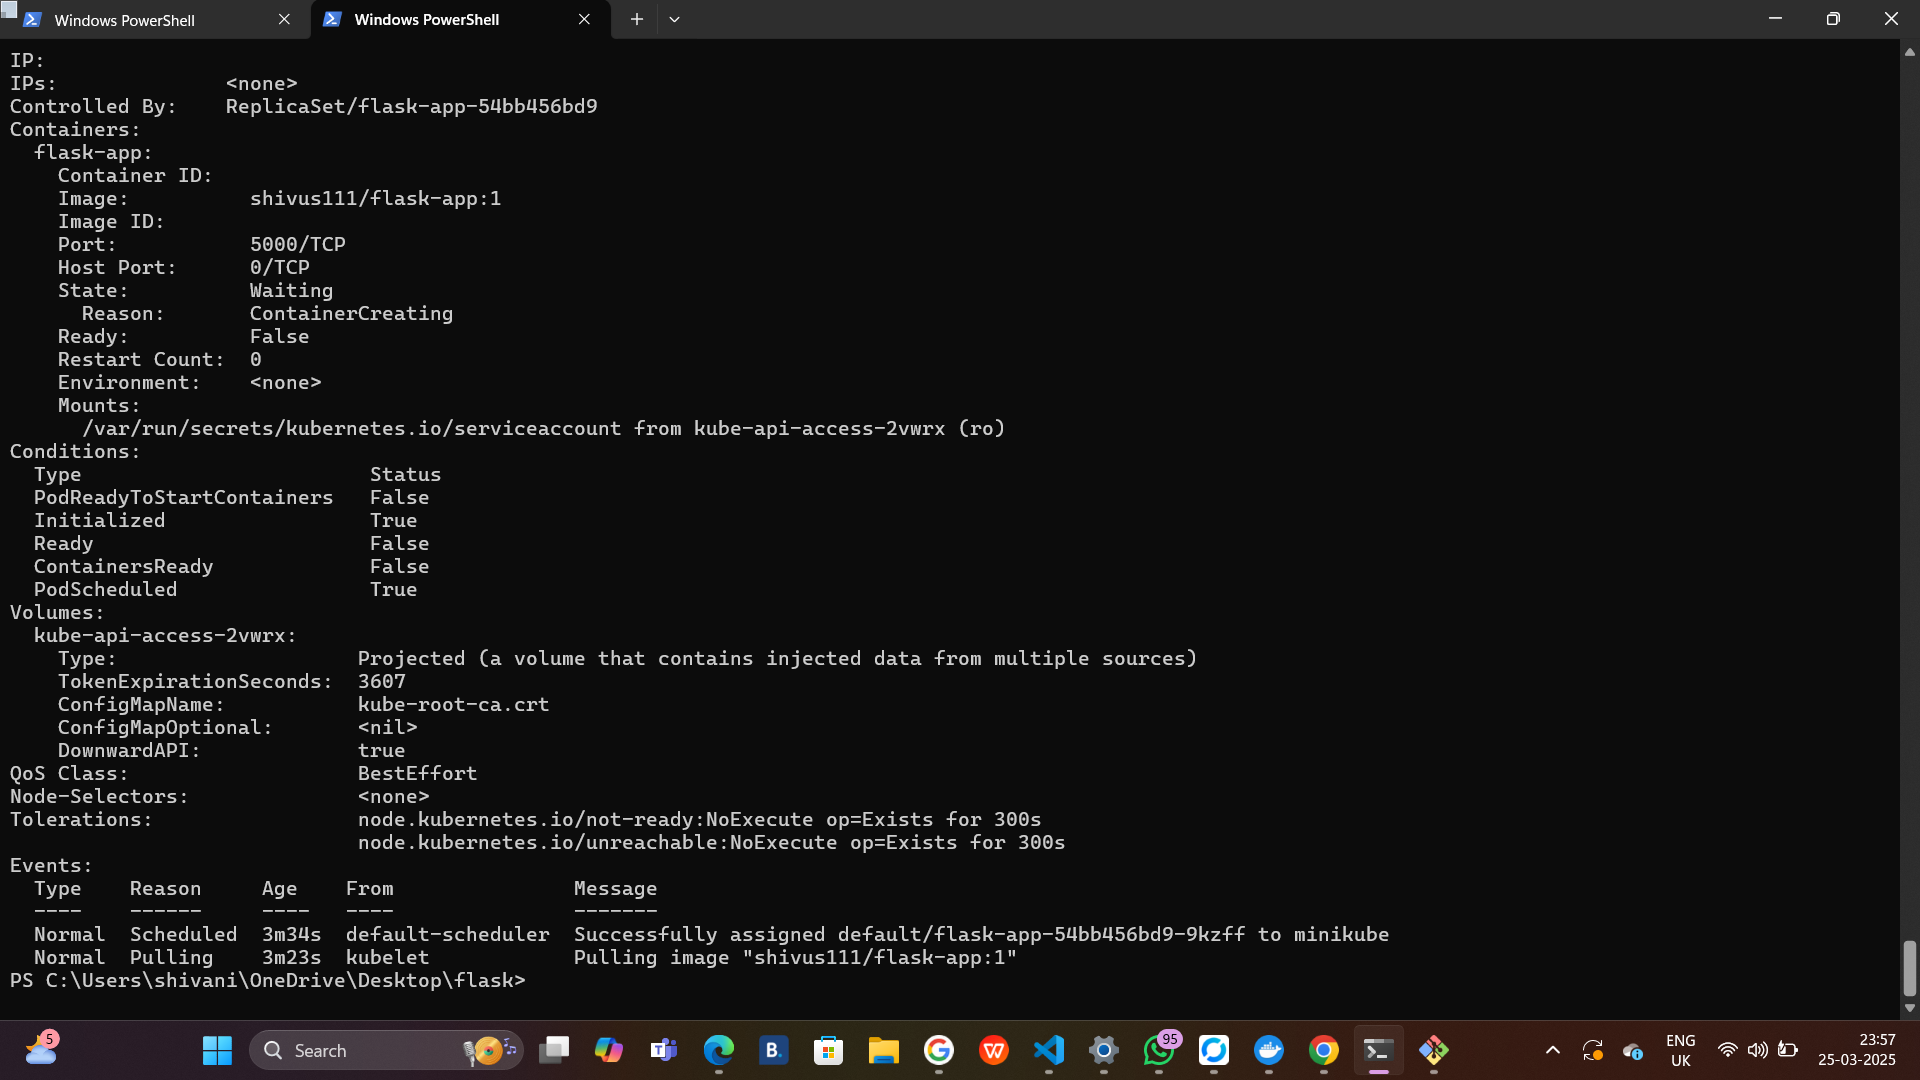 Windows PowerShell
Windows PowerShell
IP:
IPs:              <none>
Controlled By:    ReplicaSet/flask-app-54bb456bd9
Containers:
  flask-app:
    Container ID:
    Image:          shivus111/flask-app:1
    Image ID:
    Port:           5000/TCP
    Host Port:      0/TCP
    State:          Waiting
      Reason:       ContainerCreating
    Ready:          False
    Restart Count:  0
    Environment:    <none>
    Mounts:
      /var/run/secrets/kubernetes.io/serviceaccount from kube-api-access-2vwrx (ro)
Conditions:
  Type                        Status
  PodReadyToStartContainers   False
  Initialized                 True
  Ready                       False
  ContainersReady             False
  PodScheduled                True
Volumes:
  kube-api-access-2vwrx:
    Type:                    Projected (a volume that contains injected data from multiple sources)
    TokenExpirationSeconds:  3607
    ConfigMapName:           kube-root-ca.crt
    ConfigMapOptional:       <nil>
    DownwardAPI:             true
QoS Class:                   BestEffort
Node-Selectors:              <none>
Tolerations:                 node.kubernetes.io/not-ready:NoExecute op=Exists for 300s
                             node.kubernetes.io/unreachable:NoExecute op=Exists for 300s
Events:
  Type    Reason     Age   From               Message
  ----    ------     ----  ----               -------
  Normal  Scheduled  3m34s  default-scheduler  Successfully assigned default/flask-app-54bb456bd9-9kzff to minikube
  Normal  Pulling    3m23s  kubelet            Pulling image "shivus111/flask-app:1"
PS C:\Users\shivani\OneDrive\Desktop\flask>
5
Search
B.
W
95
ENG
UK
23:57
25-03-2025